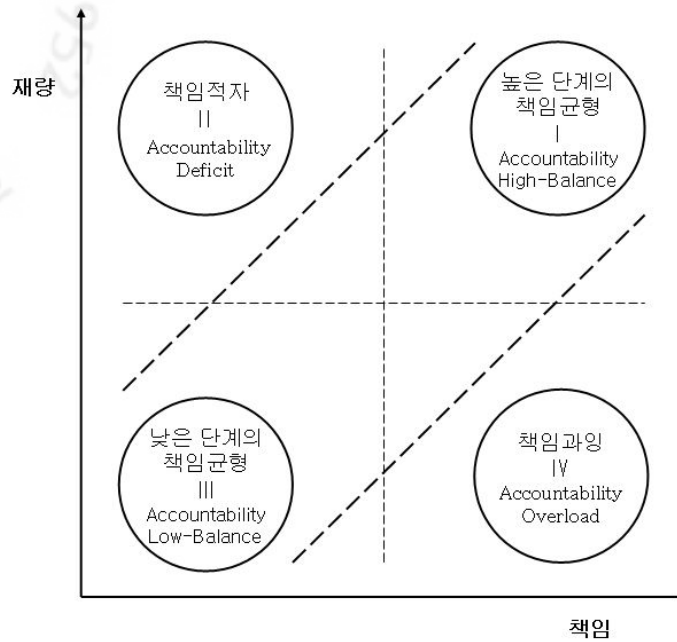 재량
책임적자
II
Accountability
Deficit
높은 단계의
책임균형
I
Accountability
High-Balance
낮은 단계의
책임균형
III
Accountability
Low-Balance
책임과잉
IV
Accountability
Overload
책임